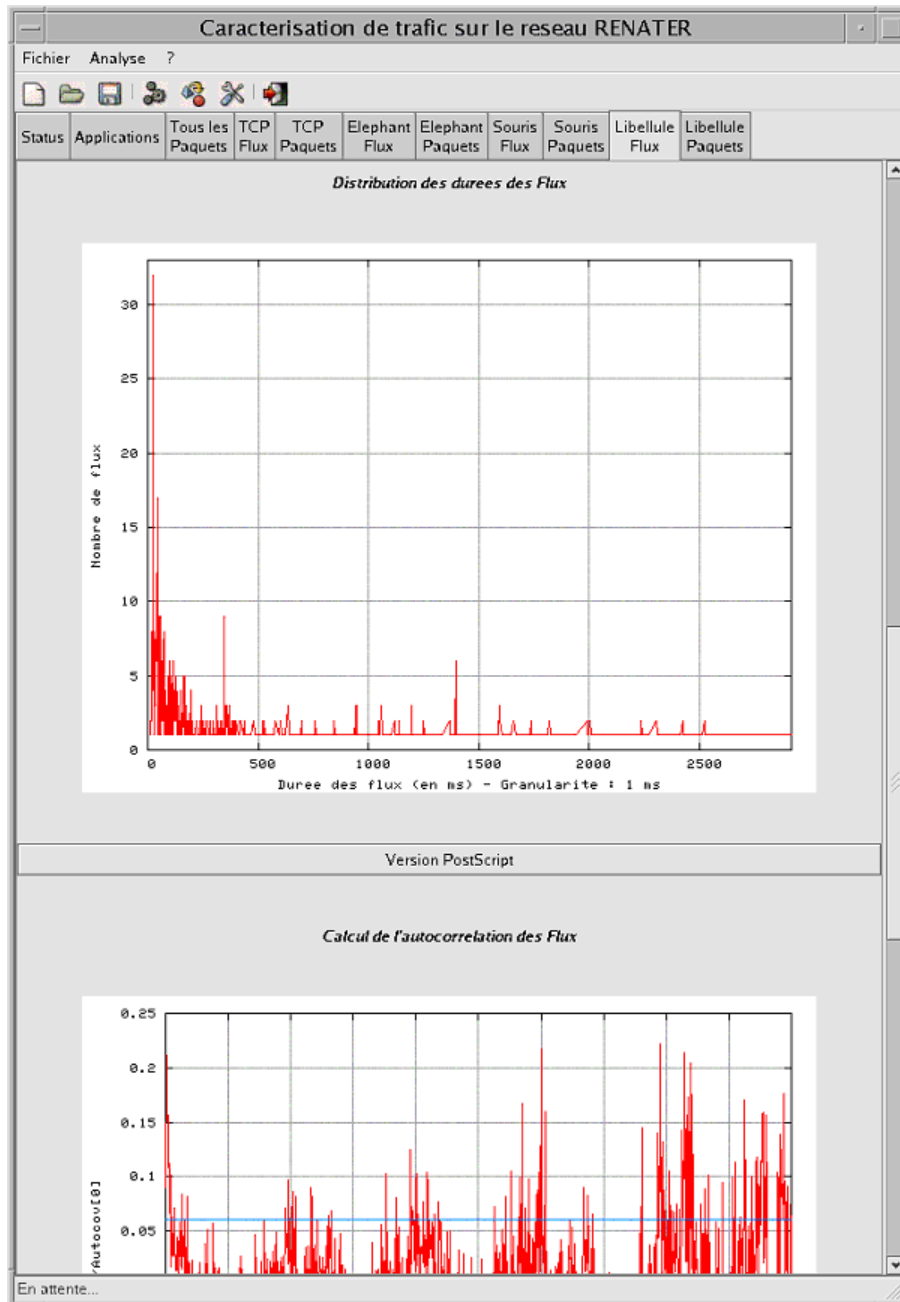 Caracterisation de trafic sur le reseau RENATER
Fichier Analyse ?
Status
Applications
Tous les
Paquets
TCP
Flux
TCP
Paquets
Elephant
Flux
Elephant
Paquets
Souris
Flux
Souris
Paquets
Libellule
Flux
Libellule
Paquets
Distribution des durees des Flux
30
25
20
15
10
5
0
Nombre de flux
0 500 1000 1500 2000 2500
Duree des flux (en ms) - Granularite : 1 ms
Version PostScript
Calcul de l'autocorrelation des Flux
0.25
0.2
0.15
0.1
0.05
/Autocov[0]
En attente...